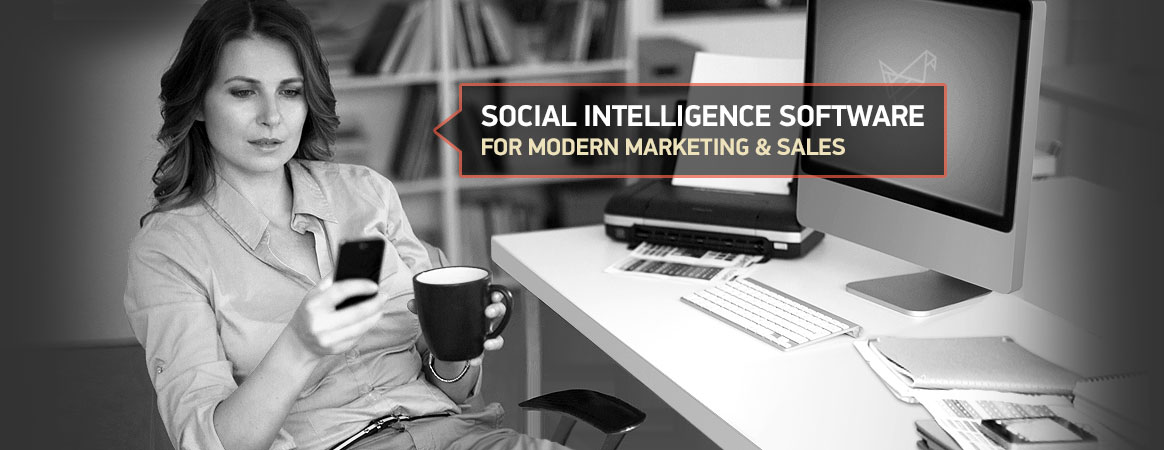 SOCIAL INTELLIGENCE SOFTWARE
FOR MODERN MARKETING & SALES